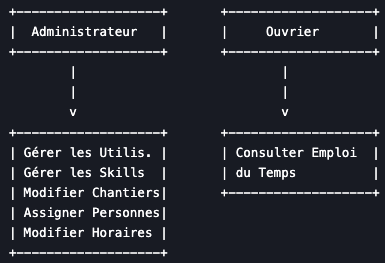 Administrateur
Ouvrier
Gérer les Utilis.
Gérer les Skills
Modifier Chantiers
Assigner Personnes
Modifier Horaires
Consulter Emploi
du Temps